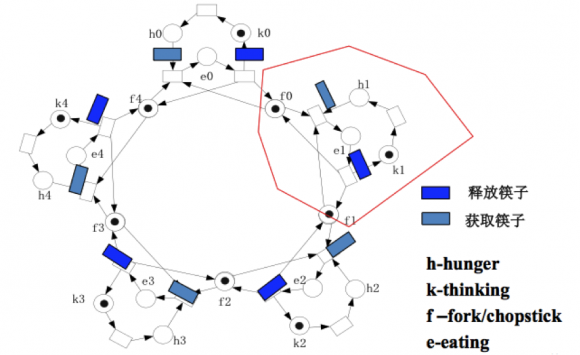 h0
k0
e0
f4
f0
h1
k4
e1
k1
e4
h4
f1
f3
e3
e2
h2
k3
f2
h3
k2
释放筷子
获取筷子
h-hunger
k-thinking
f –fork/chopstick
e-eating